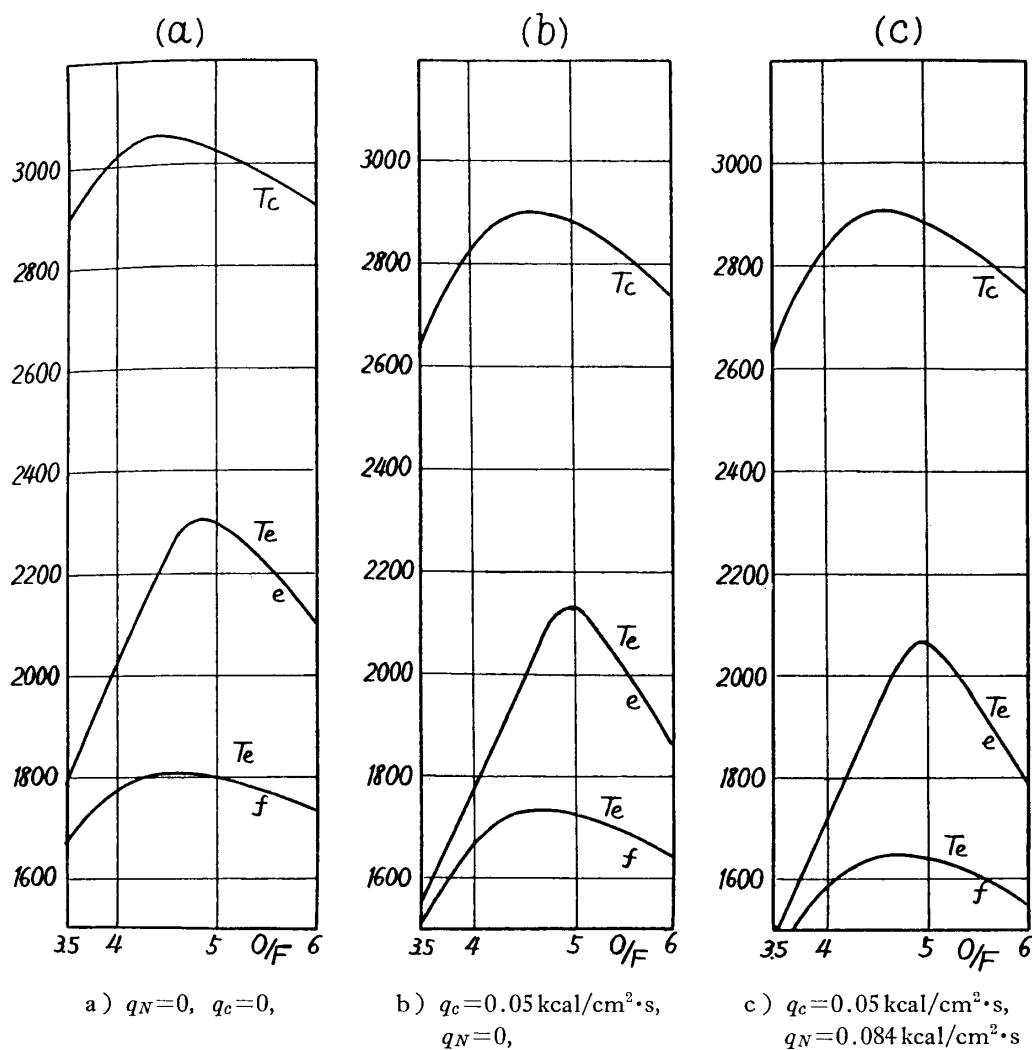 (a)
3000
2800
2600
2400
2200
2000
1800
1600
Tc
Te
e
Te
f
3.5 4 5 O/F 6
a) qN=0, qc=0,
(b)
3000
2800
2600
2400
2200
2000
1800
1600
Tc
Te
e
Te
f
3.5 4 5 O/F 6
b) qc=0.05 kcal/cm²·s,
qN=0,
(c)
3000
2800
2600
2400
2200
2000
1800
1600
Tc
Te
e
Te
f
3.5 4 5 O/F 6
c) qc=0.05 kcal/cm²·s,
qN=0.084 kcal/cm²·s